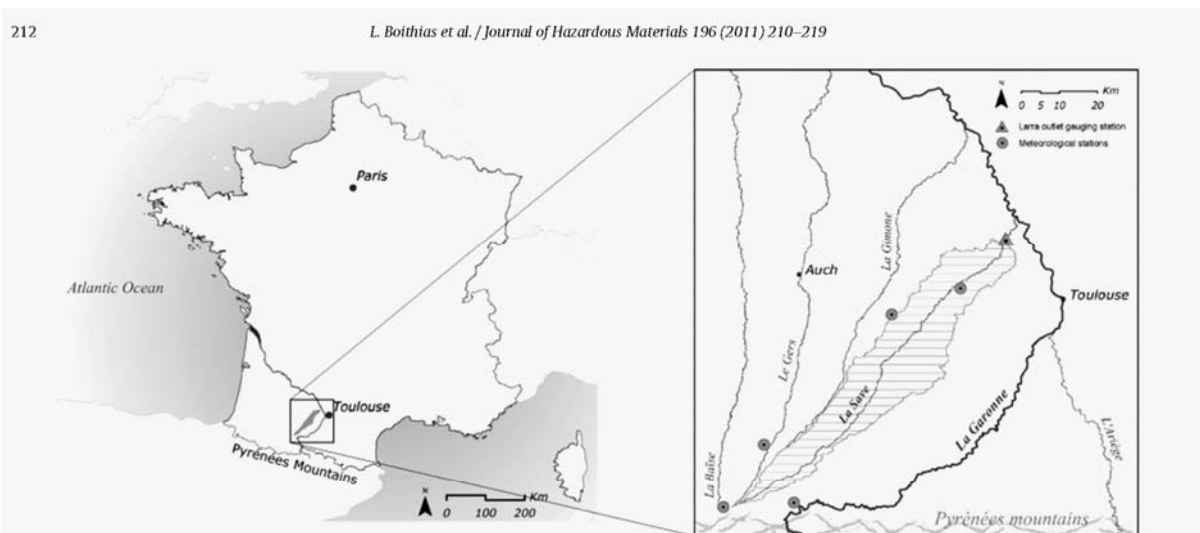 212
L. Boithias et al. / Journal of Hazardous Materials 196 (2011) 210–219
Paris
Atlantic Ocean
Toulouse
Pyrénées Mountains
N
Km
0 100 200
N
Km
0 5 10 20
Larra outlet gauging station
Meteorological stations
La Gimone
Auch
Toulouse
Le Gers
La Save
La Garonne
L'Ariège
La Baïse
Pyrénées mountains